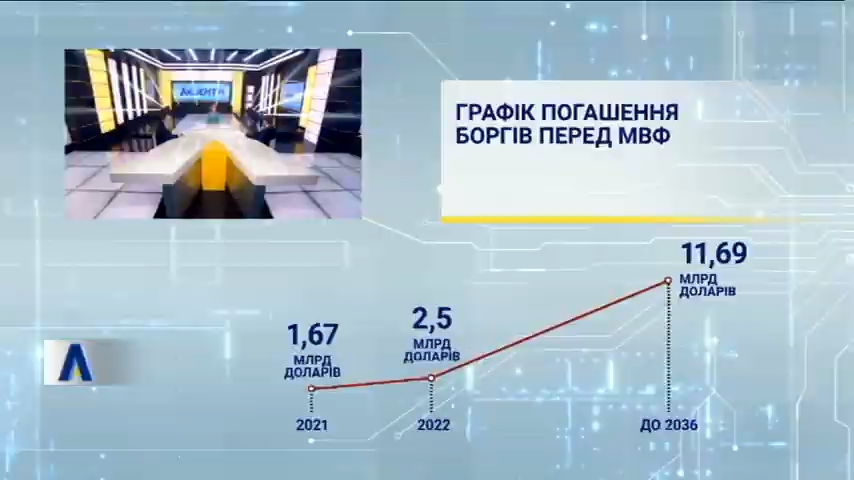 АКЦЕНТИ
ГРАФІК ПОГАШЕННЯ
БОРГІВ ПЕРЕД МВФ
11,69
МЛРД
ДОЛАРІВ
2,5
МЛРД
ДОЛАРІВ
1,67
МЛРД
ДОЛАРІВ
2021
2022
ДО 2036